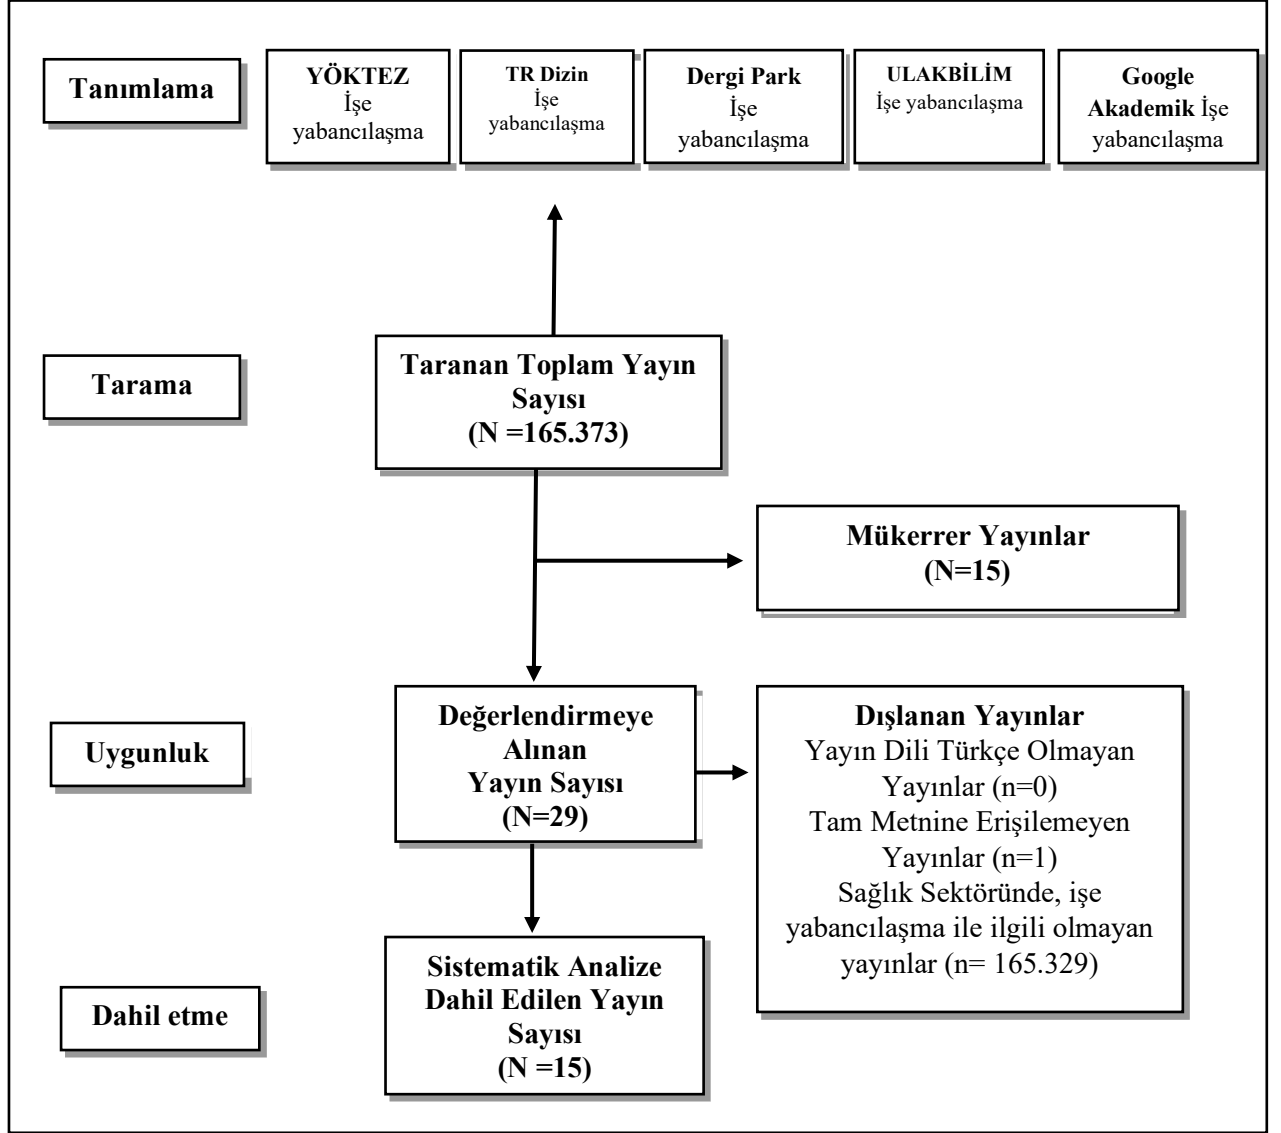 Tanımlama
YÖKTEZ
İşe
yabancılaşma
TR Dizin
İşe
yabancılaşma
Dergi Park
İşe
yabancılaşma
ULAKBİLİM
İşe yabancılaşma
Google
Akademik İşe
yabancılaşma
Tarama
Taranan Toplam Yayın
Sayısı
(N =165.373)
Mükerrer Yayınlar
(N=15)
Uygunluk
Değerlendirmeye
Alınan
Yayın Sayısı
(N=29)
Dışlanan Yayınlar
Yayın Dili Türkçe Olmayan
Yayınlar (n=0)
Tam Metnine Erişilemeyen
Yayınlar (n=1)
Sağlık Sektöründe, işe
yabancılaşma ile ilgili olmayan
yayınlar (n= 165.329)
Dahil etme
Sistematik Analize
Dahil Edilen Yayın
Sayısı
(N =15)